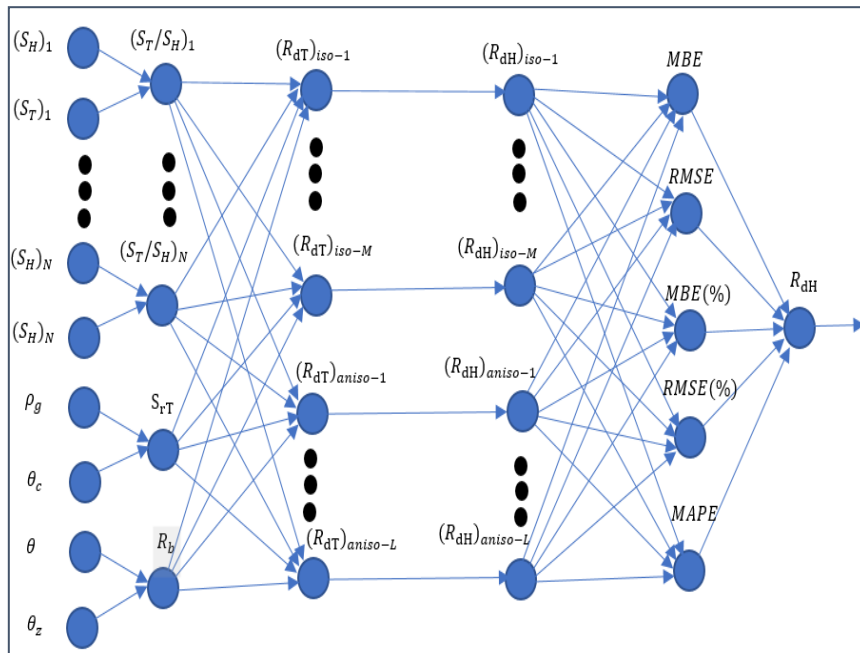 (S_H)_1
(S_T)_1
(S_H)_N
(S_H)_N
ρ_g
θ_c
θ
θ_z
(S_T/S_H)_1
(S_T/S_H)_N
S_rT
R_b
(R_dT)_iso−1
(R_dT)_iso−M
(R_dT)_aniso−1
(R_dT)_aniso−L
(R_dH)_iso−1
(R_dH)_iso−M
(R_dH)_aniso−1
(R_dH)_aniso−L
MBE
RMSE
MBE(%)
RMSE(%)
MAPE
R_dH